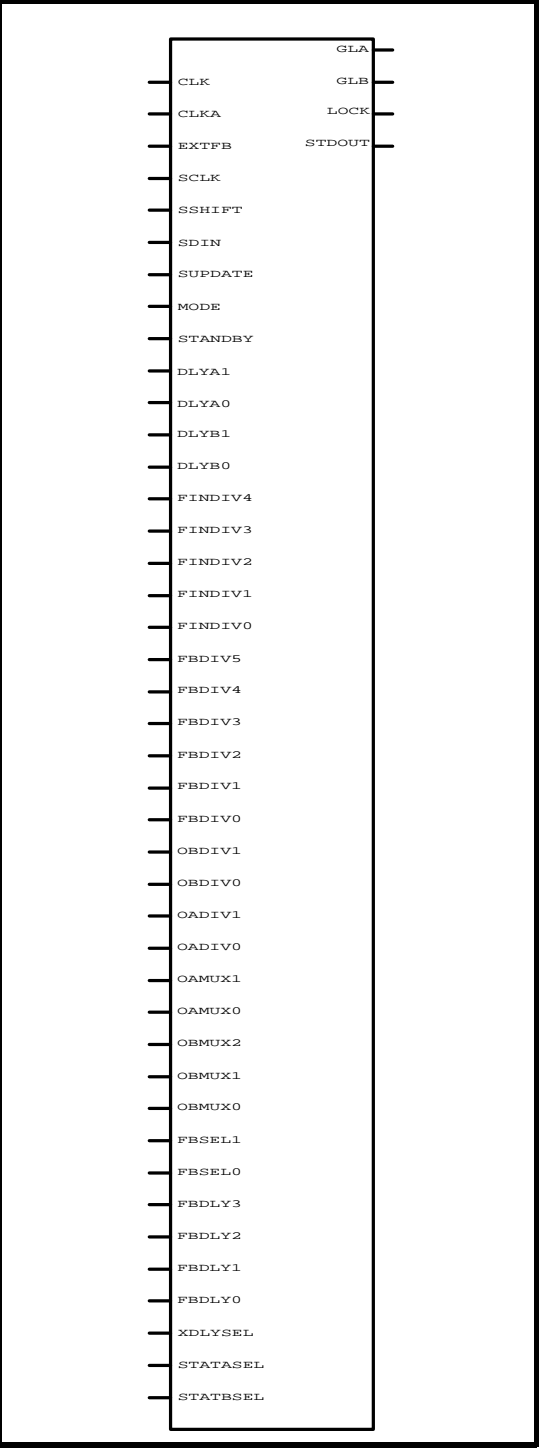 GLA
CLK
GLB
CLKA
LOCK
EXTFB
STDOUT
SCLK
SSHIFT
SDIN
SUPDATE
MODE
STANDBY
DLYA1
DLYA0
DLYB1
DLYB0
FINDIV4
FINDIV3
FINDIV2
FINDIV1
FINDIV0
FBDIV5
FBDIV4
FBDIV3
FBDIV2
FBDIV1
FBDIV0
OBDIV1
OBDIV0
OADIV1
OADIV0
OAMUX1
OAMUX0
OBMUX2
OBMUX1
OBMUX0
FBSEL1
FBSEL0
FBDLY3
FBDLY2
FBDLY1
FBDLY0
XDLYSEL
STATASEL
STATBSEL